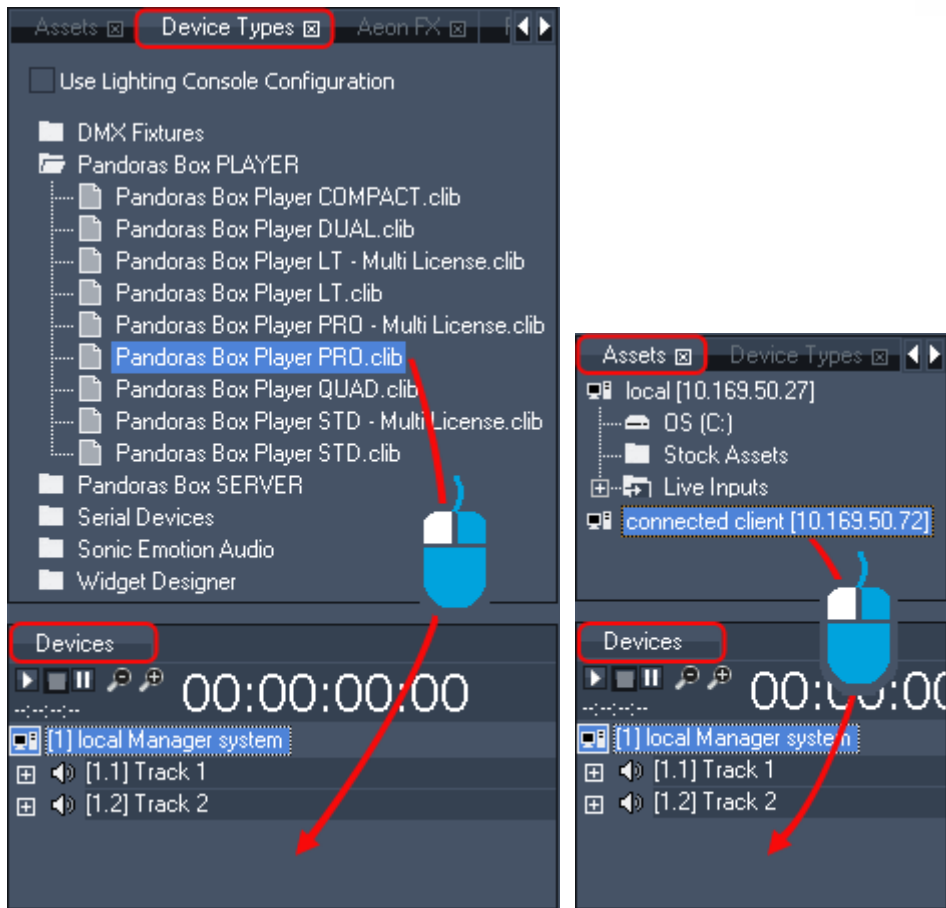 Assets Device Types Aeon FX
Use Lighting Console Configuration
DMX Fixtures
Pandoras Box PLAYER
Pandoras Box Player COMPACT.clib
Pandoras Box Player DUAL.clib
Pandoras Box Player LT - Multi License.clib
Pandoras Box Player LT.clib
Pandoras Box Player PRO - Multi License.clib
Pandoras Box Player PRO.clib
Pandoras Box Player QUAD.clib
Pandoras Box Player STD - Multi License.clib
Pandoras Box Player STD.clib
Pandoras Box SERVER
Serial Devices
Sonic Emotion Audio
Widget Designer
Devices
00:00:00:00
--:--:--:--
[1] local Manager system
[1.1] Track 1
[1.2] Track 2
Assets Device Types
local [10.169.50.27]
OS (C:)
Stock Assets
Live Inputs
connected client [10.169.50.72]
Devices
00:00:00
--:--:--:--
[1] local Manager system
[1.1] Track 1
[1.2] Track 2